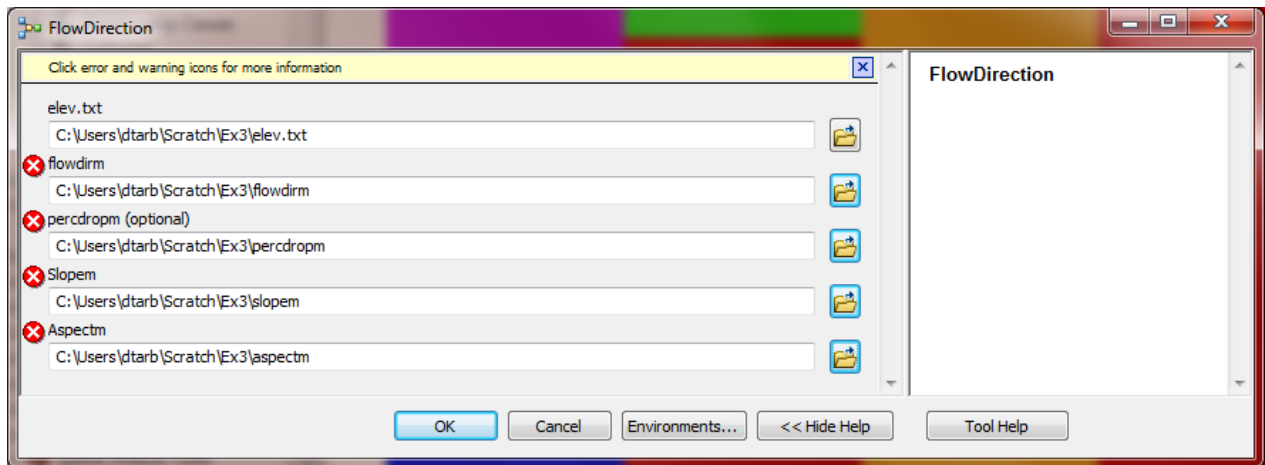 FlowDirection
Click error and warning icons for more information
elev.txt
C:\Users\dtarb\Scratch\Ex3\elev.txt
flowdirm
C:\Users\dtarb\Scratch\Ex3\flowdirm
percdropm (optional)
C:\Users\dtarb\Scratch\Ex3\percdropm
Slopem
C:\Users\dtarb\Scratch\Ex3\slopem
Aspectm
C:\Users\dtarb\Scratch\Ex3\aspectm
FlowDirection
OK Cancel Environments... << Hide Help Tool Help